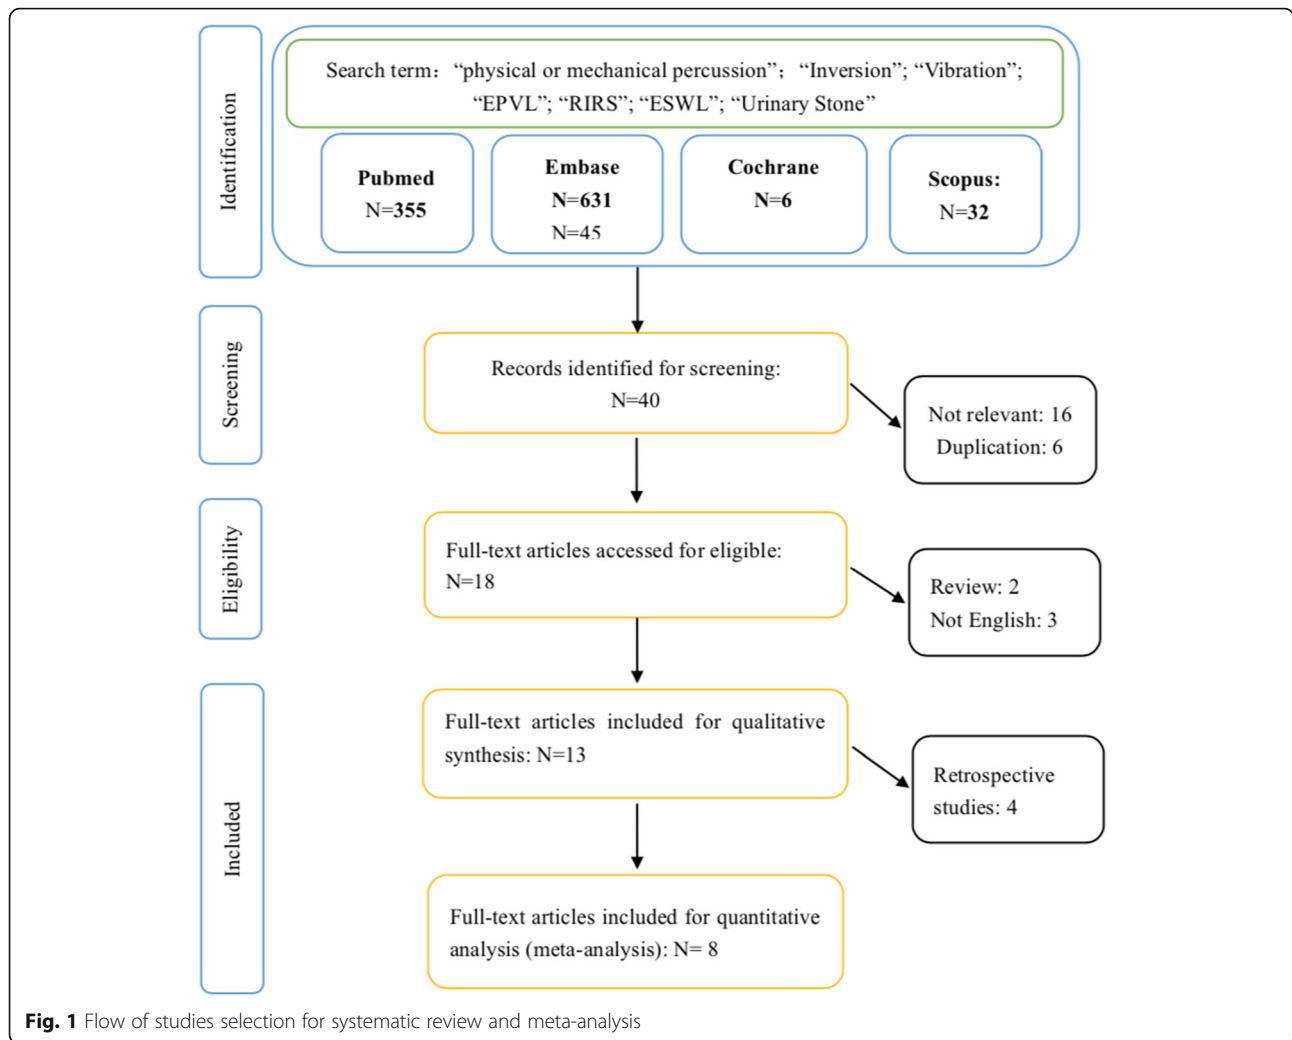 Identification
Search term：“physical or mechanical percussion”；“Inversion”; “Vibration”;
“EPVL”; “RIRS”; “ESWL”; “Urinary Stone”
Pubmed
N=355
Embase
N=631
N=45
Cochrane
N=6
Scopus:
N=32
Screening
Records identified for screening:
N=40
Not relevant: 16
Duplication: 6
Eligibility
Full-text articles accessed for eligible:
N=18
Review: 2
Not English: 3
Included
Full-text articles included for qualitative
synthesis: N=13
Retrospective
studies: 4
Full-text articles included for quantitative
analysis (meta-analysis): N= 8
Fig. 1 Flow of studies selection for systematic review and meta-analysis